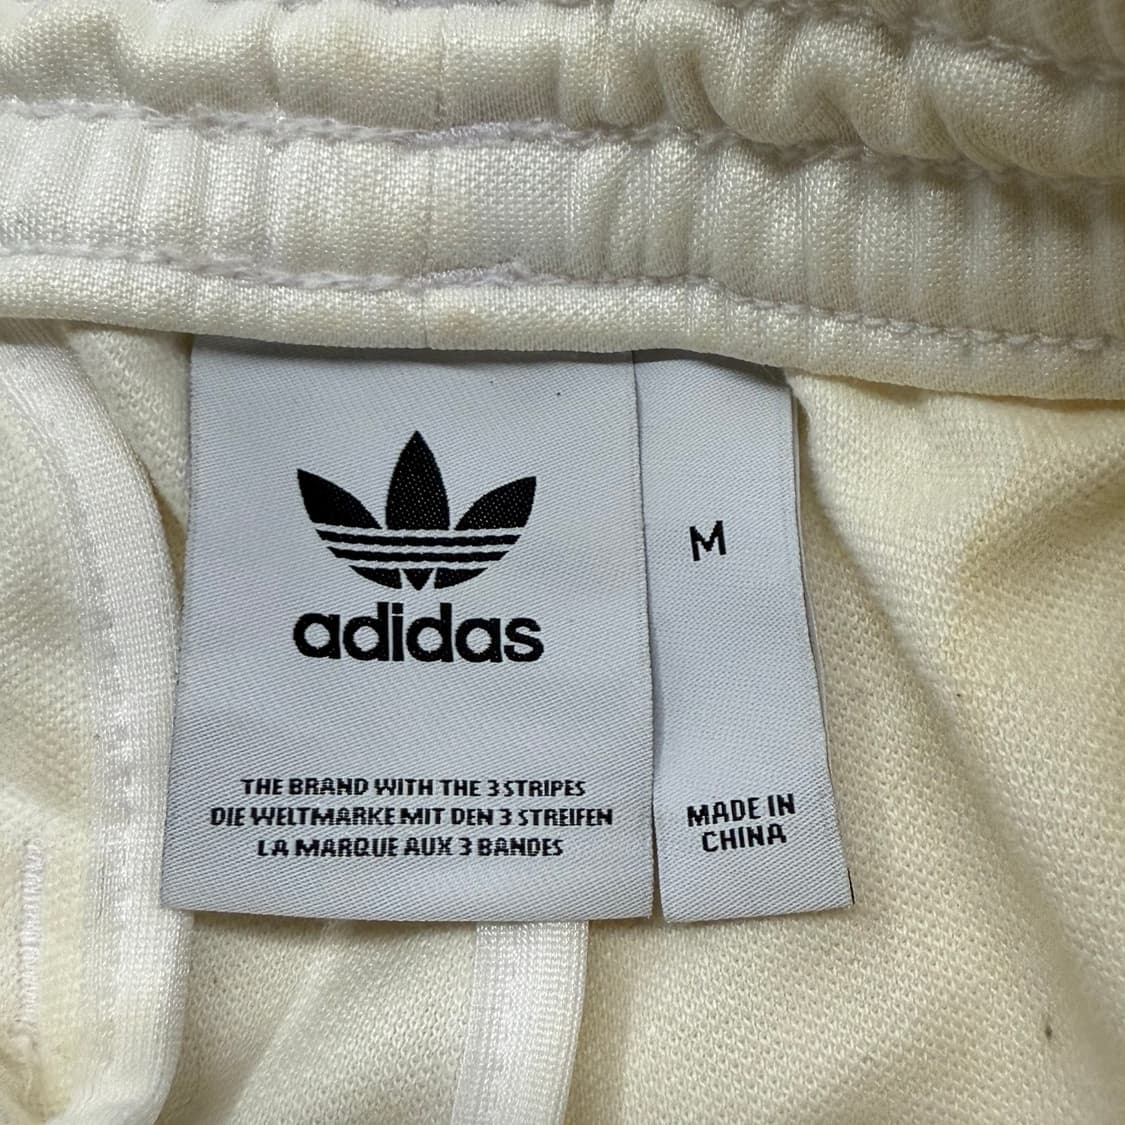 adidas
THE BRAND WITH THE 3 STRIPES
DIE WELTMARKE MIT DEN 3 STREIFEN
LA MARQUE AUX 3 BANDES
M
MADE IN
CHINA